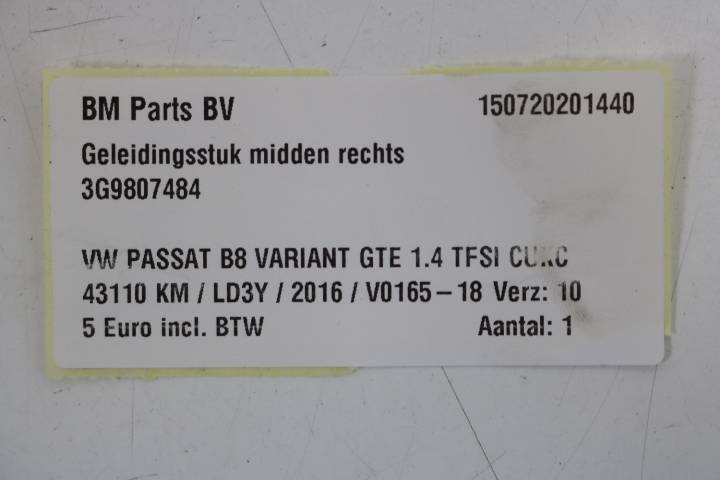 BM Parts BV 150720201440
Geleidingsstuk midden rechts
3G9807484
VW PASSAT B8 VARIANT GTE 1.4 TFSI CUKC
43110 KM / LD3Y / 2016 / V0165-18 Verz: 10
5 Euro incl. BTW Aantal: 1